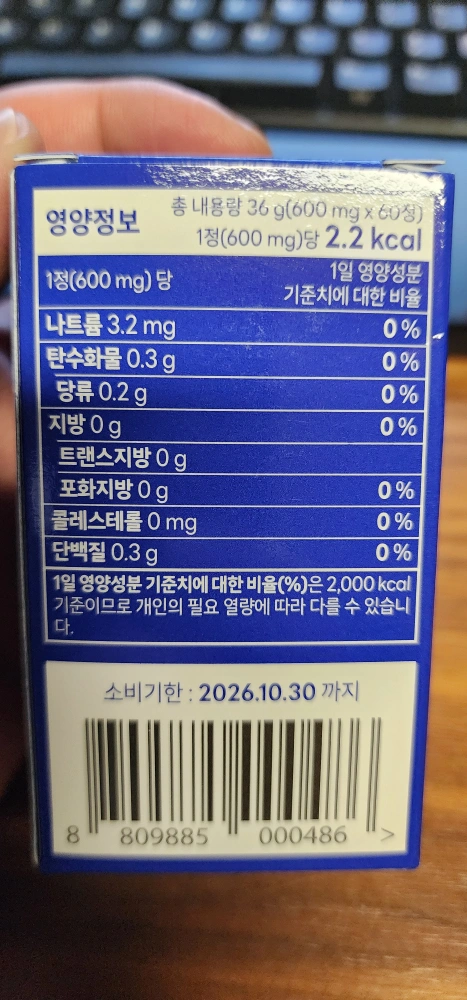 영양정보
총 내용량 36 g(600 mg x 60정)
1정(600 mg)당 2.2 kcal
1정(600 mg) 당
1일 영양성분
기준치에 대한 비율
나트륨 3.2 mg 0 %
탄수화물 0.3 g 0 %
당류 0.2 g 0 %
지방 0 g 0 %
트랜스지방 0 g
포화지방 0 g 0 %
콜레스테롤 0 mg 0 %
단백질 0.3 g 0 %
1일 영양성분 기준치에 대한 비율(%)은 2,000 kcal
기준이므로 개인의 필요 열량에 따라 다를 수 있습니
다.
소비기한 : 2026.10.30 까지
8 809885 000486 >